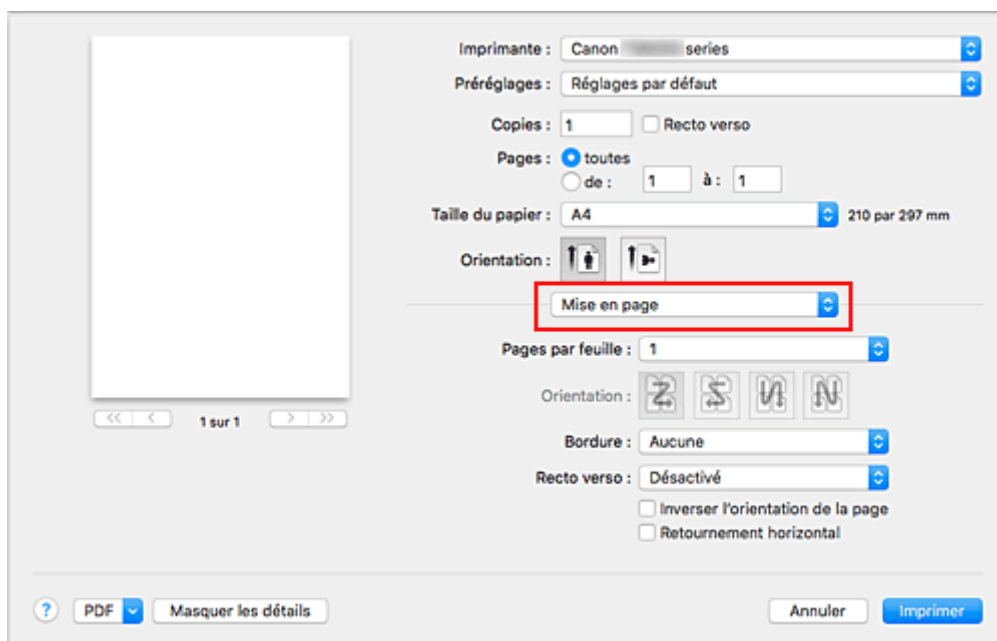 Imprimante : Canon series
Préréglages : Réglages par défaut
Copies : 1 Recto verso
Pages : toutes
de : 1 à : 1
Taille du papier : A4 210 par 297 mm
Orientation :
Mise en page
Pages par feuille : 1
Orientation :
Bordure : Aucune
Recto verso : Désactivé
Inverser l'orientation de la page
Retournement horizontal
<< < 1 sur 1 > >>
? PDF Masquer les détails Annuler Imprimer